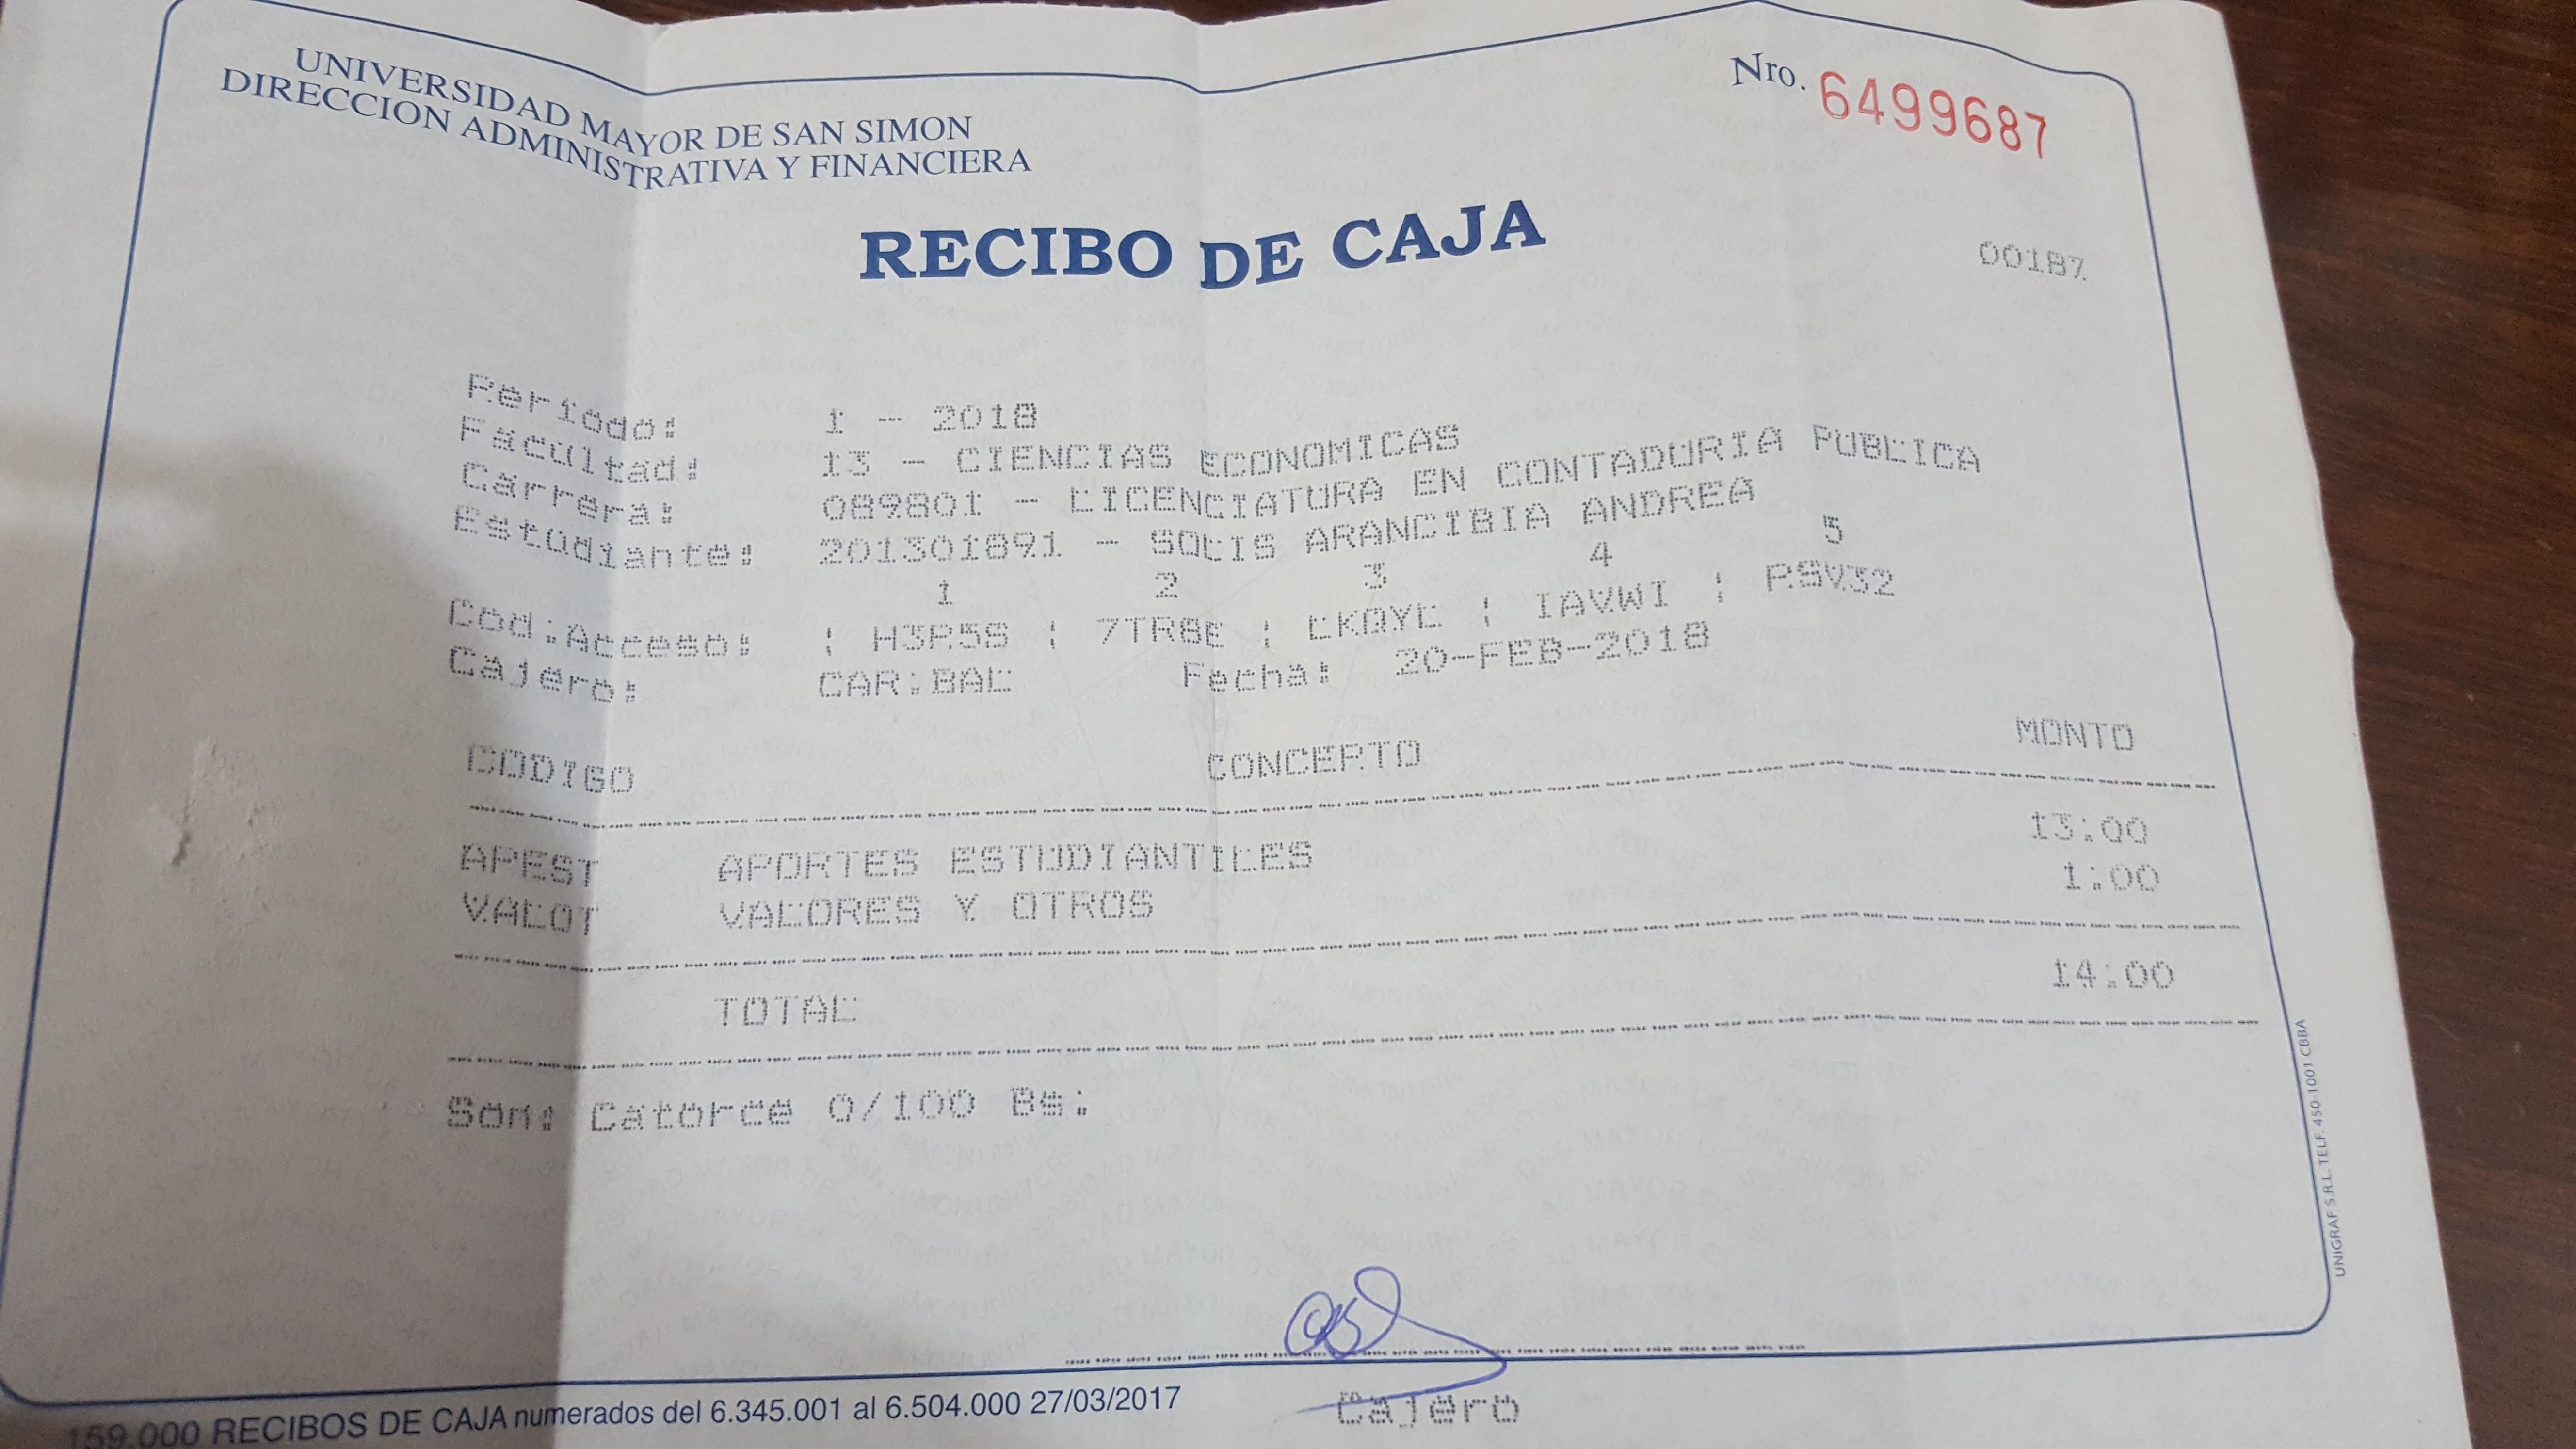 UNIVERSIDAD MAYOR DE SAN SIMON
DIRECCION ADMINISTRATIVA Y FINANCIERA
Nro. 6499687
RECIBO DE CAJA
00187
Periodo: 1 - 2018
Facultad: 13 - CIENCIAS ECONOMICAS
Carrera: 089801 - LICENCIATURA EN CONTADURIA PUBLICA
Estudiante: 201301891 - SOLIS ARANCIBIA ANDREA
1 2 3 4 5
Cod.Acceso: | H3R5S | 7TR8E | LKQYL | IAVWI | RSV32
Cajero: CAR.BAL Fecha: 20-FEB-2018
CODIGO CONCEPTO MONTO
APEST APORTES ESTUDIANTILES 13.00
VALOT VALORES Y OTROS 1.00
TOTAL 14.00
Son: Catorce 0/100 Bs.
Cajero
159.000 RECIBOS DE CAJA numerados del 6.345.001 al 6.504.000 27/03/2017
UNIGRAF S.R.L. TELF. 450-1001 CBBA